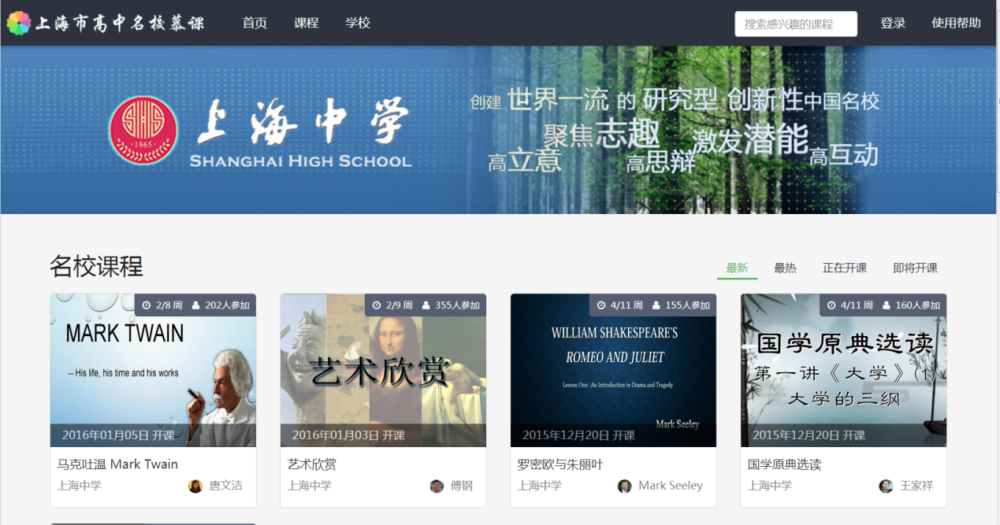 上海市高中名校慕课
首页 课程 学校
搜索感兴趣的课程
登录 使用帮助
SHS
·1865·
上海中学
SHANGHAI HIGH SCHOOL
创建 世界一流 的 研究型 创新性中国名校
聚焦志趣 激发潜能
高立意 高思辩 高互动
名校课程
最新 最热 正在开课 即将开课
2/8 周 202人参加
MARK TWAIN
-- His life, his time and his works
2016年01月05日 开课
马克吐温 Mark Twain
上海中学 唐文洁
2/9 周 355人参加
艺术欣赏
2016年01月03日 开课
艺术欣赏
上海中学 傅钢
4/11 周 155人参加
WILLIAM SHAKESPEARE'S
ROMEO AND JULIET
Lesson One : An Introduction to Drama and Tragedy
Mark Seeley
2015年12月20日 开课
罗密欧与朱丽叶
上海中学 Mark Seeley
4/11 周 160人参加
国学原典选读
第一讲《大学》(1)
大学的三纲
2015年12月20日 开课
国学原典选读
上海中学 王家祥